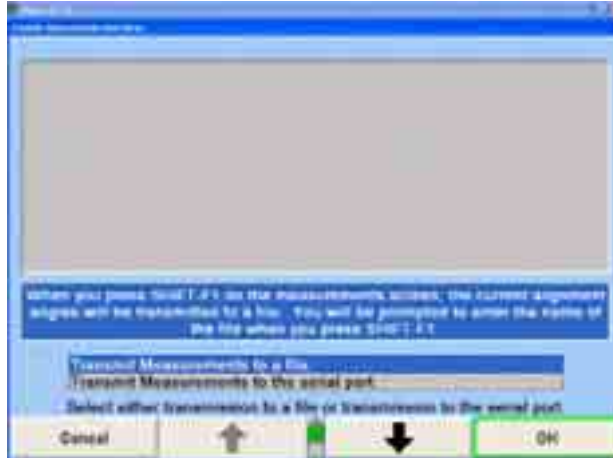 When you press SHIFT-F1 on the measurements screen, the current alignment
angles will be transmitted to a file. You will be prompted to enter the name of
the file when you press SHIFT-F1
Transmit Measurements to a file
Transmit Measurements to the serial port
Select either transmission to a file or transmission to the serial port
Cancel
OK